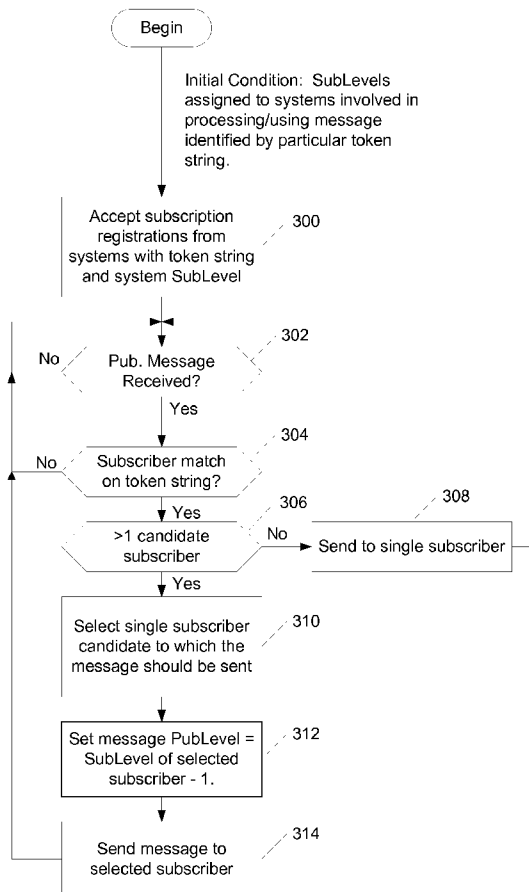 Begin
Initial Condition: SubLevels
assigned to systems involved in
processing/using message
identified by particular token
string.
Accept subscription
registrations from
systems with token string
and system SubLevel
300
302
No
Pub. Message
Received?
Yes
304
No
Subscriber match
on token string?
Yes
306
308
>1 candidate
subscriber
No
Send to single subscriber
Yes
Select single subscriber
candidate to which the
message should be sent
310
Set message PubLevel =
SubLevel of selected
subscriber - 1.
312
Send message to
selected subscriber
314